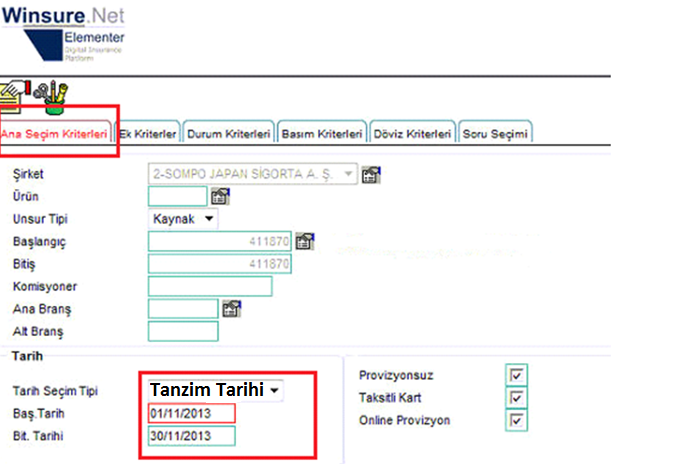 Winsure.Net
Elementer
Digital Insurance
Platform
Ana Seçim Kriterleri Ek Kriterler Durum Kriterleri Basım Kriterleri Döviz Kriterleri Soru Seçimi
Şirket 2-SOMPO JAPAN SİGORTA A. Ş.
Ürün
Unsur Tipi Kaynak
Başlangıç 411870
Bitiş 411870
Komisyoner
Ana Branş
Alt Branş
Tarih
Provizyonsuz
Tarih Seçim Tipi Tanzim Tarihi
Taksitli Kart
Baş.Tarih 01/11/2013
Online Provizyon
Bit. Tarihi 30/11/2013